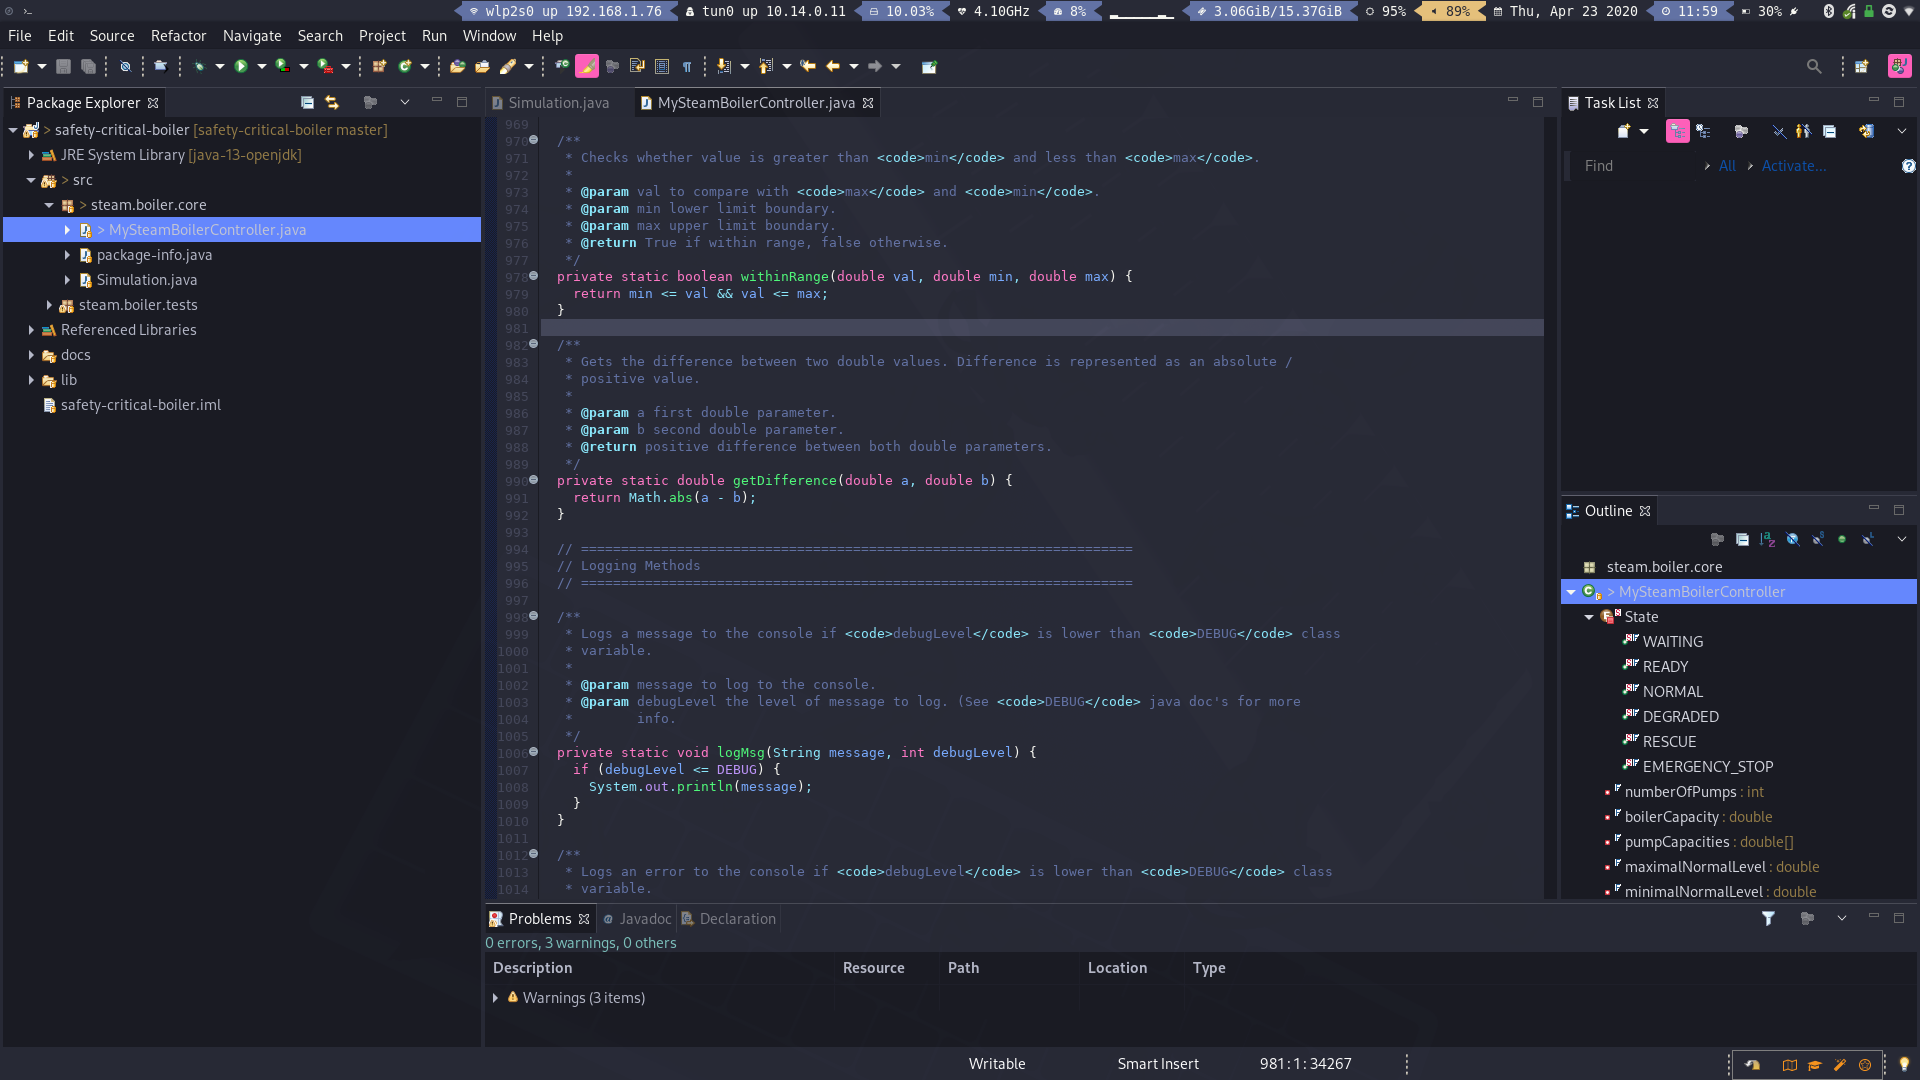 wlp2s0 up 192.168.1.76 tun0 up 10.14.0.11 10.03% 4.10GHz 8% 3.06GiB/15.37GiB 95% 89% Thu, Apr 23 2020 11:59 30%
File Edit Source Refactor Navigate Search Project Run Window Help
Package Explorer
> safety-critical-boiler [safety-critical-boiler master]
JRE System Library [java-13-openjdk]
> src
> steam.boiler.core
> MySteamBoilerController.java
package-info.java
Simulation.java
steam.boiler.tests
Referenced Libraries
docs
lib
safety-critical-boiler.iml
Simulation.java MySteamBoilerController.java
969
970 /**
971 * Checks whether value is greater than <code>min</code> and less than <code>max</code>.
972 *
973 * @param val to compare with <code>max</code> and <code>min</code>.
974 * @param min lower limit boundary.
975 * @param max upper limit boundary.
976 * @return True if within range, false otherwise.
977 */
978 private static boolean withinRange(double val, double min, double max) {
979 return min <= val && val <= max;
980 }
981
982 /**
983 * Gets the difference between two double values. Difference is represented as an absolute /
984 * positive value.
985 *
986 * @param a first double parameter.
987 * @param b second double parameter.
988 * @return positive difference between both double parameters.
989 */
990 private static double getDifference(double a, double b) {
991 return Math.abs(a - b);
992 }
993
994 // =====================================================================
995 // Logging Methods
996 // =====================================================================
997
998 /**
999 * Logs a message to the console if <code>debugLevel</code> is lower than <code>DEBUG</code> class
1000 * variable.
1001 *
1002 * @param message to log to the console.
1003 * @param debugLevel the level of message to log. (See <code>DEBUG</code> java doc's for more
1004 * info.
1005 */
1006 private static void logMsg(String message, int debugLevel) {
1007 if (debugLevel <= DEBUG) {
1008 System.out.println(message);
1009 }
1010 }
1011
1012 /**
1013 * Logs an error to the console if <code>debugLevel</code> is lower than <code>DEBUG</code> class
1014 * variable.
Task List
Find All Activate...
Outline
steam.boiler.core
> MySteamBoilerController
State
WAITING
READY
NORMAL
DEGRADED
RESCUE
EMERGENCY_STOP
numberOfPumps : int
boilerCapacity : double
pumpCapacities : double[]
maximalNormalLevel : double
minimalNormalLevel : double
Problems Javadoc Declaration
0 errors, 3 warnings, 0 others
Description Resource Path Location Type
Warnings (3 items)
Writable Smart Insert 981 : 1 : 34267